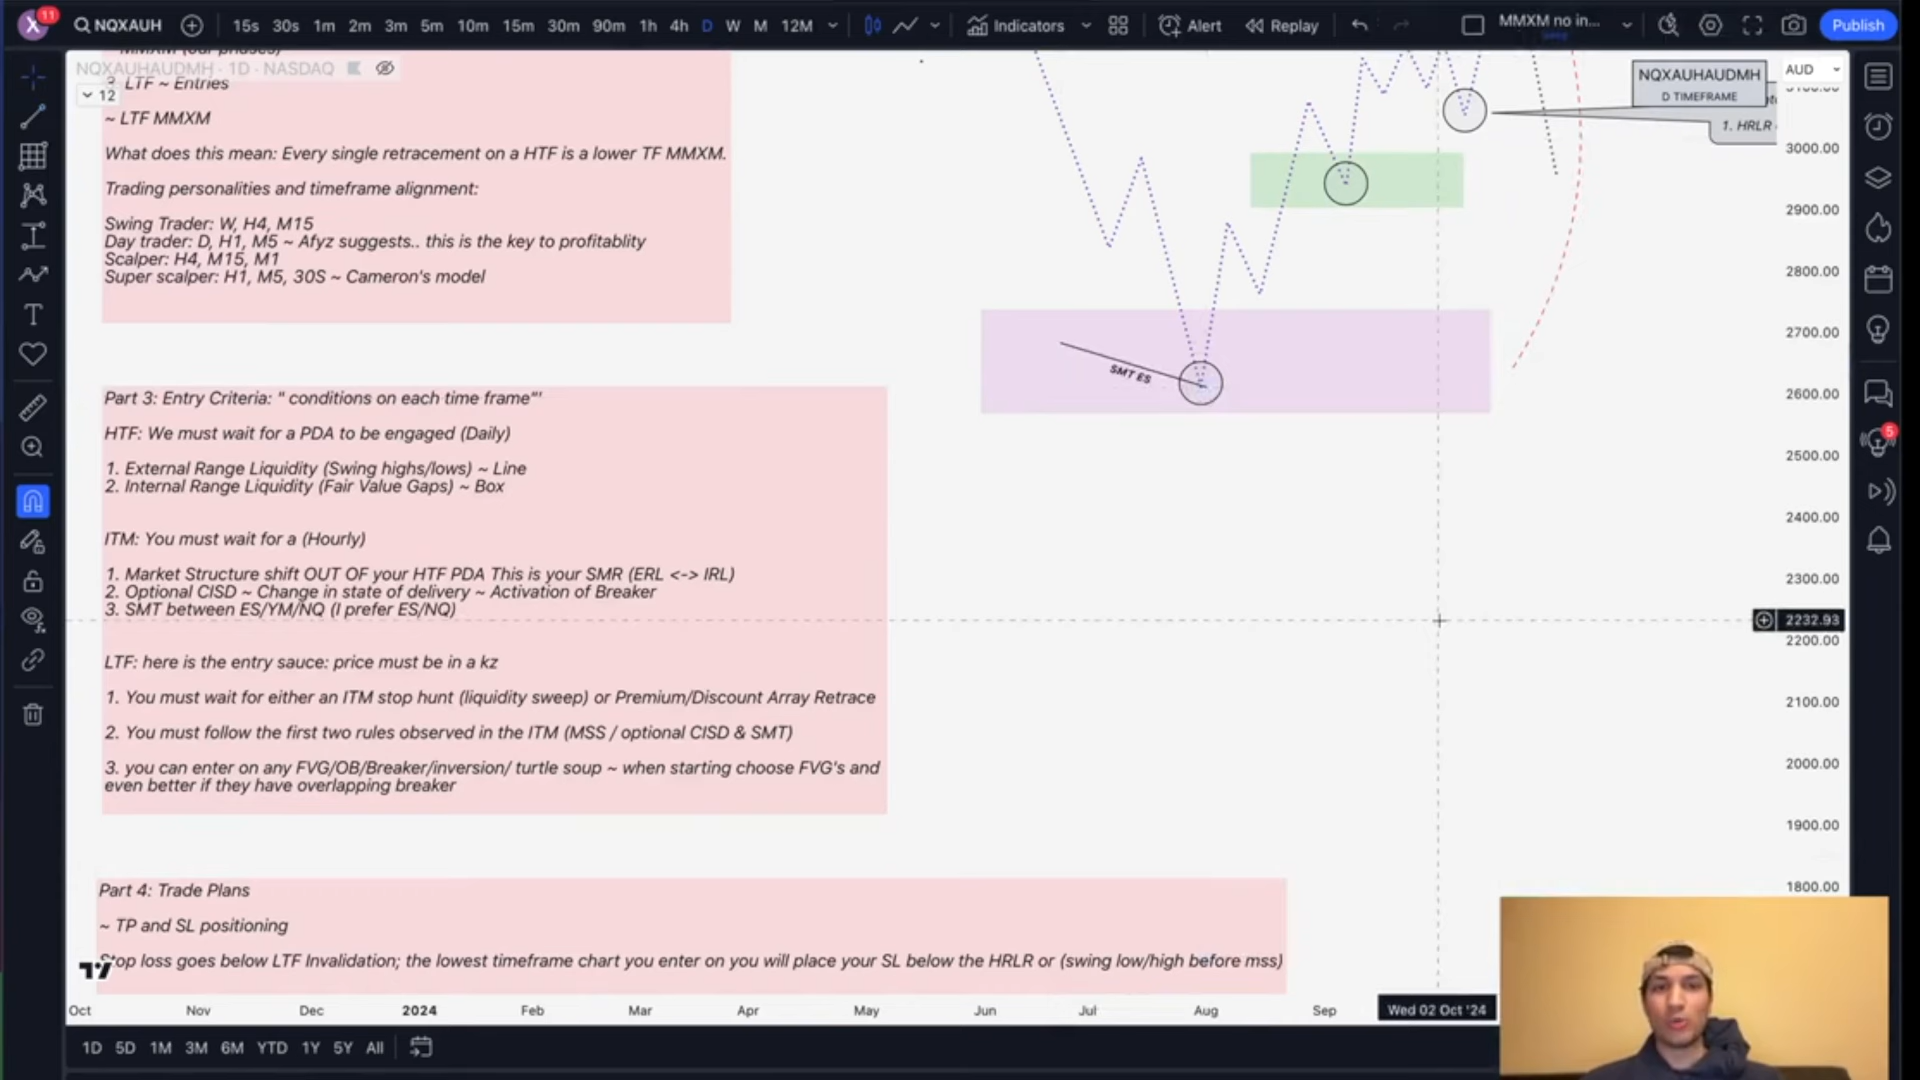 X
11
NQXAUH
15s 30s 1m 2m 3m 5m 10m 15m 30m 90m 1h 4h D W M 12M
Indicators
Alert
Replay
MMXM no in...
Publish
NQXAUHAUDMH · 1D · NASDAQ
12
3. LTF ~ Entries
~ LTF MMXM
What does this mean: Every single retracement on a HTF is a lower TF MMXM.
Trading personalities and timeframe alignment:
Swing Trader: W, H4, M15
Day trader: D, H1, M5 ~ Afyz suggests.. this is the key to profitablity
Scalper: H4, M15, M1
Super scalper: H1, M5, 30S ~ Cameron's model
Part 3: Entry Criteria: " conditions on each time frame"'
HTF: We must wait for a PDA to be engaged (Daily)
1. External Range Liquidity (Swing highs/lows) ~ Line
2. Internal Range Liquidity (Fair Value Gaps) ~ Box
ITM: You must wait for a (Hourly)
1. Market Structure shift OUT OF your HTF PDA This is your SMR (ERL <-> IRL)
2. Optional CISD ~ Change in state of delivery ~ Activation of Breaker
3. SMT between ES/YM/NQ (I prefer ES/NQ)
LTF: here is the entry sauce: price must be in a kz
1. You must wait for either an ITM stop hunt (liquidity sweep) or Premium/Discount Array Retrace
2. You must follow the first two rules observed in the ITM (MSS / optional CISD & SMT)
3. you can enter on any FVG/OB/Breaker/inversion/ turtle soup ~ when starting choose FVG's and
even better if they have overlapping breaker
Part 4: Trade Plans
~ TP and SL positioning
Stop loss goes below LTF Invalidation; the lowest timeframe chart you enter on you will place your SL below the HRLR or (swing low/high before mss)
SMT ES
NQXAUHAUDMH
D TIMEFRAME
1. HRLR
AUD
3000.00
2900.00
2800.00
2700.00
2600.00
2500.00
2400.00
2300.00
2232.93
2200.00
2100.00
2000.00
1900.00
1800.00
5
Oct Nov Dec 2024 Feb Mar Apr May Jun Jul Aug Sep Wed 02 Oct '24
1D 5D 1M 3M 6M YTD 1Y 5Y All